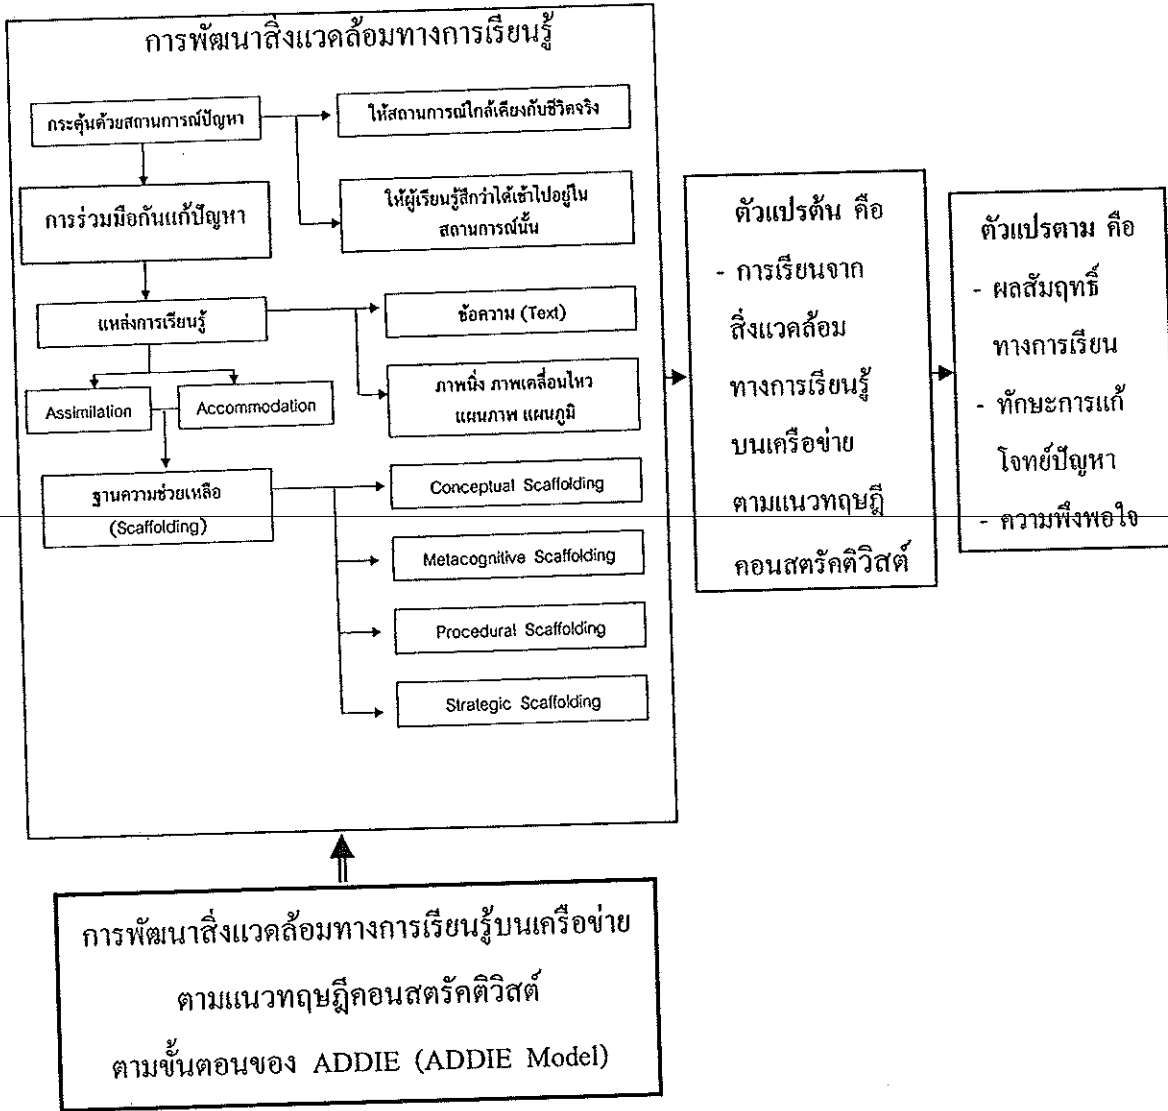 การพัฒนาสิ่งแวดล้อมทางการเรียนรู้
กระตุ้นด้วยสถานการณ์ปัญหา
ให้สถานการณ์ใกล้เคียงกับชีวิตจริง
การร่วมมือกันแก้ปัญหา
ให้ผู้เรียนรู้สึกว่าได้เข้าไปอยู่ใน
สถานการณ์นั้น
แหล่งการเรียนรู้
ข้อความ (Text)
ภาพนิ่ง ภาพเคลื่อนไหว
แผนภาพ แผนภูมิ
Assimilation
Accommodation
ฐานความช่วยเหลือ
(Scaffolding)
Conceptual Scaffolding
Metacognitive Scaffolding
Procedural Scaffolding
Strategic Scaffolding
ตัวแปรต้น คือ
- การเรียนจาก
สิ่งแวดล้อม
ทางการเรียนรู้
บนเครือข่าย
ตามแนวทฤษฎี
คอนสตรัคติวิสต์
ตัวแปรตาม คือ
- ผลสัมฤทธิ์
ทางการเรียน
- ทักษะการแก้
โจทย์ปัญหา
- ความพึงพอใจ
การพัฒนาสิ่งแวดล้อมทางการเรียนรู้บนเครือข่าย
ตามแนวทฤษฎีคอนสตรัคติวิสต์
ตามขั้นตอนของ ADDIE (ADDIE Model)